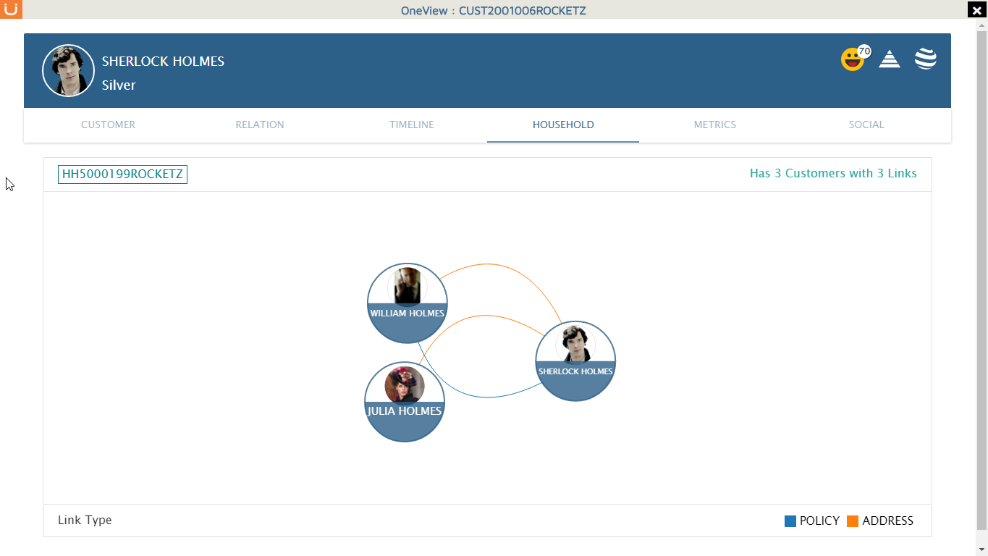 OneView : CUST2001006ROCKETZ
SHERLOCK HOLMES
Silver
70
CUSTOMER RELATION TIMELINE HOUSEHOLD METRICS SOCIAL
HH5000199ROCKETZ
Has 3 Customers with 3 Links
WILLIAM HOLMES
SHERLOCK HOLMES
JULIA HOLMES
Link Type
POLICY ADDRESS